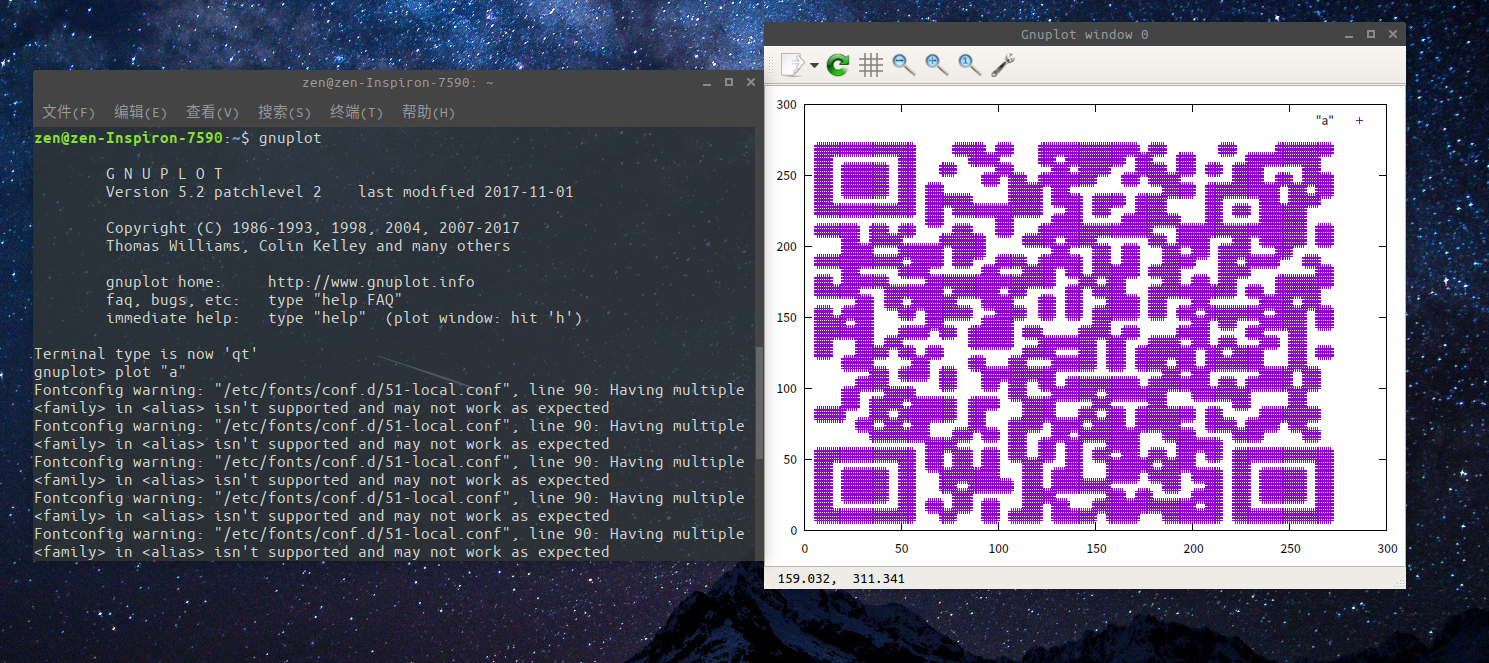 zen@zen-Inspiron-7590: ~
文件(F) 编辑(E) 查看(V) 搜索(S) 终端(T) 帮助(H)
zen@zen-Inspiron-7590:~$ gnuplot
G N U P L O T
Version 5.2 patchlevel 2    last modified 2017-11-01
Copyright (C) 1986-1993, 1998, 2004, 2007-2017
Thomas Williams, Colin Kelley and many others
gnuplot home:     http://www.gnuplot.info
faq, bugs, etc:   type "help FAQ"
immediate help:   type "help"  (plot window: hit 'h')
Terminal type is now 'qt'
gnuplot> plot "a"
Fontconfig warning: "/etc/fonts/conf.d/51-local.conf", line 90: Having multiple
<family> in <alias> isn't supported and may not work as expected
Fontconfig warning: "/etc/fonts/conf.d/51-local.conf", line 90: Having multiple
<family> in <alias> isn't supported and may not work as expected
Fontconfig warning: "/etc/fonts/conf.d/51-local.conf", line 90: Having multiple
<family> in <alias> isn't supported and may not work as expected
Fontconfig warning: "/etc/fonts/conf.d/51-local.conf", line 90: Having multiple
<family> in <alias> isn't supported and may not work as expected
Fontconfig warning: "/etc/fonts/conf.d/51-local.conf", line 90: Having multiple
<family> in <alias> isn't supported and may not work as expected
Gnuplot window 0
300
"a"
250
200
150
100
50
0
0 50 100 150 200 250 300
159.032,  311.341